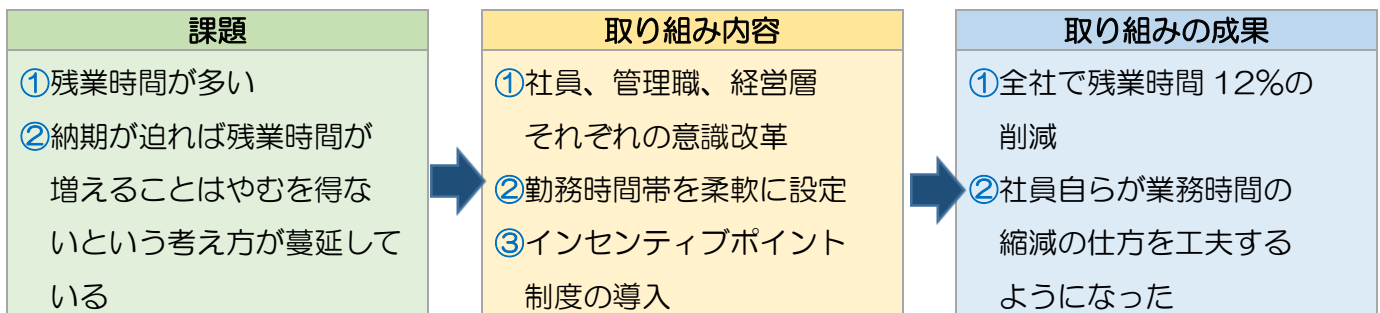 課題
①残業時間が多い
②納期が迫れば残業時間が
増えることはやむを得な
いという考え方が蔓延して
いる
取り組み内容
①社員、管理職、経営層
それぞれの意識改革
②勤務時間帯を柔軟に設定
③インセンティブポイント
制度の導入
取り組みの成果
①全社で残業時間 12%の
削減
②社員自らが業務時間の
縮減の仕方を工夫する
ようになった